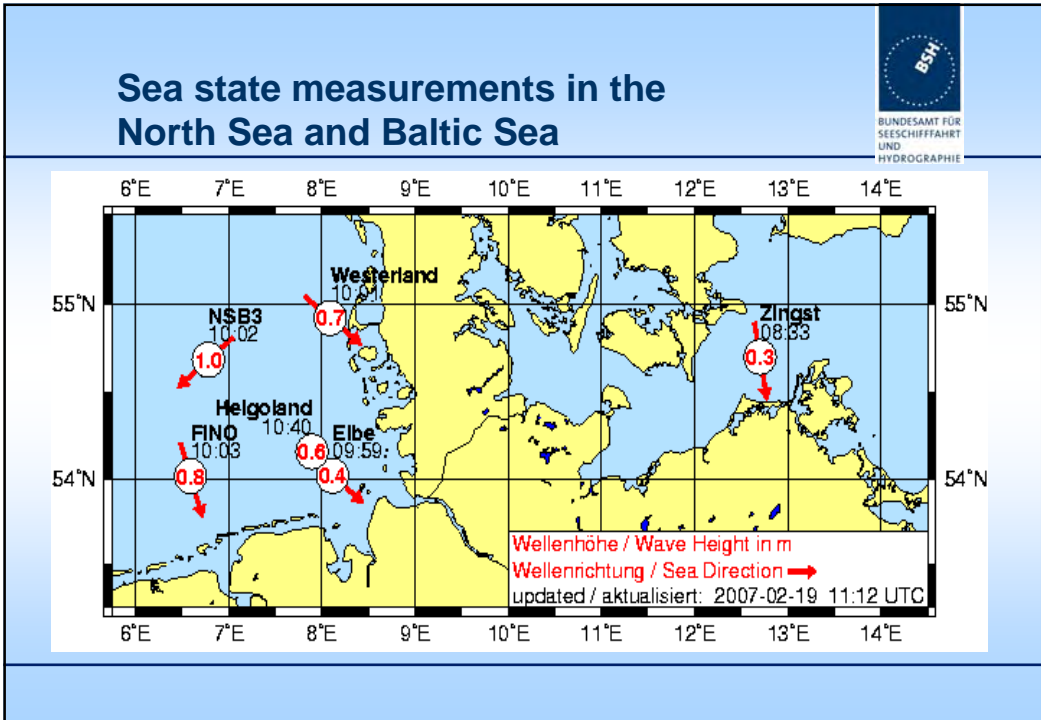 Sea state measurements in the
North Sea and Baltic Sea
BSH
BUNDESAMT FÜR
SEESCHIFFFAHRT
UND
HYDROGRAPHIE
6°E 7°E 8°E 9°E 10°E 11°E 12°E 13°E 14°E
55°N 55°N
54°N 54°N
Westerland
10:01
0.7
NSB3
10:02
1.0
Zingst
08:33
0.3
Helgoland
10:40
0.6
FINO
10:03
0.8
Elbe
09:59
0.4
Wellenhöhe / Wave Height in m
Wellenrichtung / Sea Direction
updated / aktualisiert: 2007-02-19 11:12 UTC
6°E 7°E 8°E 9°E 10°E 11°E 12°E 13°E 14°E